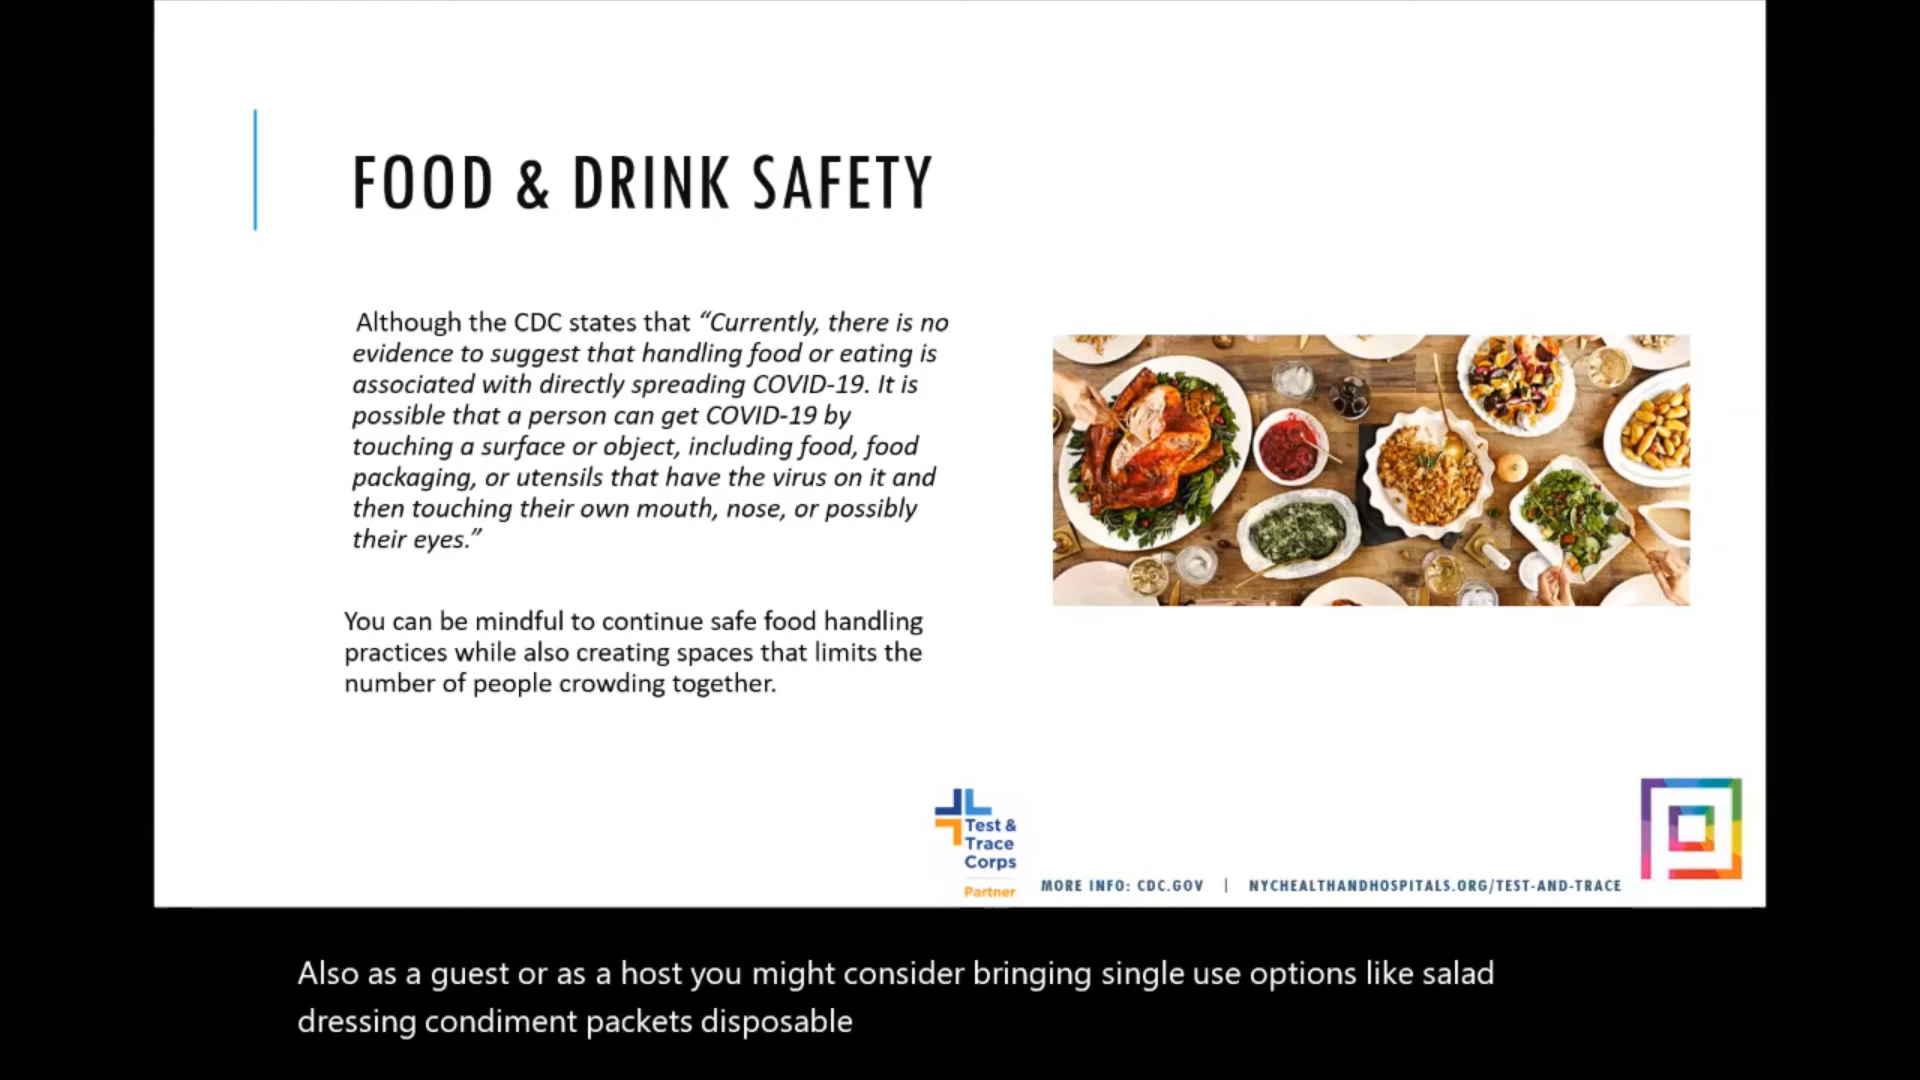 FOOD & DRINK SAFETY
Although the CDC states that “Currently, there is no
evidence to suggest that handling food or eating is
associated with directly spreading COVID-19. It is
possible that a person can get COVID-19 by
touching a surface or object, including food, food
packaging, or utensils that have the virus on it and
then touching their own mouth, nose, or possibly
their eyes.”
You can be mindful to continue safe food handling
practices while also creating spaces that limits the
number of people crowding together.
Test &
Trace
Corps
Partner
MORE INFO: CDC.GOV | NYCHEALTHANDHOSPITALS.ORG/TEST-AND-TRACE
Also as a guest or as a host you might consider bringing single use options like salad
dressing condiment packets disposable